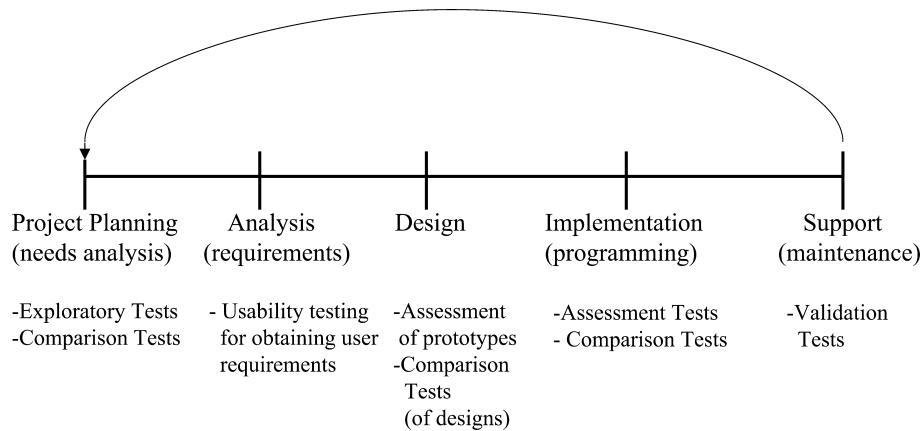 Project Planning
(needs analysis)
Analysis
(requirements)
Design
Implementation
(programming)
Support
(maintenance)
-Exploratory Tests
-Comparison Tests
- Usability testing
for obtaining user
requirements
-Assessment
of prototypes
-Comparison
Tests
(of designs)
-Assessment Tests
- Comparison Tests
-Validation
Tests